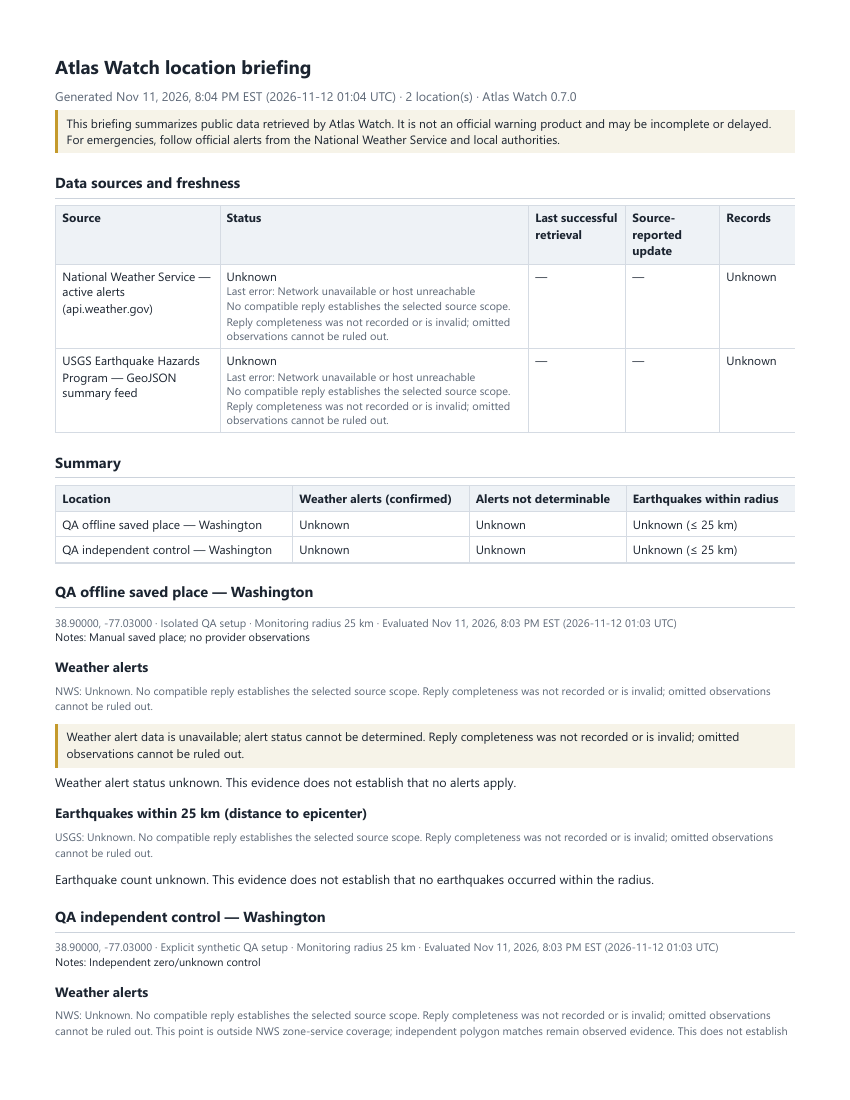 Atlas Watch location briefing
Generated Nov 11, 2026, 8:04 PM EST (2026-11-12 01:04 UTC) · 2 location(s) · Atlas Watch 0.7.0
This briefing summarizes public data retrieved by Atlas Watch. It is not an official warning product and may be incomplete or delayed.
For emergencies, follow official alerts from the National Weather Service and local authorities.
Data sources and freshness
Source
Status
Last successful
retrieval
Source-
reported
update
Records
National Weather Service —
active alerts
(api.weather.gov)
Unknown
Last error: Network unavailable or host unreachable
No compatible reply establishes the selected source scope.
Reply completeness was not recorded or is invalid; omitted
observations cannot be ruled out.
—
—
Unknown
USGS Earthquake Hazards
Program — GeoJSON
summary feed
Unknown
Last error: Network unavailable or host unreachable
No compatible reply establishes the selected source scope.
Reply completeness was not recorded or is invalid; omitted
observations cannot be ruled out.
—
—
Unknown
Summary
Location
Weather alerts (confirmed)
Alerts not determinable
Earthquakes within radius
QA offline saved place — Washington
Unknown
Unknown
Unknown (≤ 25 km)
QA independent control — Washington
Unknown
Unknown
Unknown (≤ 25 km)
QA offline saved place — Washington
38.90000, -77.03000 · Isolated QA setup · Monitoring radius 25 km · Evaluated Nov 11, 2026, 8:03 PM EST (2026-11-12 01:03 UTC)
Notes: Manual saved place; no provider observations
Weather alerts
NWS: Unknown. No compatible reply establishes the selected source scope. Reply completeness was not recorded or is invalid; omitted observations
cannot be ruled out.
Weather alert data is unavailable; alert status cannot be determined. Reply completeness was not recorded or is invalid; omitted
observations cannot be ruled out.
Weather alert status unknown. This evidence does not establish that no alerts apply.
Earthquakes within 25 km (distance to epicenter)
USGS: Unknown. No compatible reply establishes the selected source scope. Reply completeness was not recorded or is invalid; omitted observations
cannot be ruled out.
Earthquake count unknown. This evidence does not establish that no earthquakes occurred within the radius.
QA independent control — Washington
38.90000, -77.03000 · Explicit synthetic QA setup · Monitoring radius 25 km · Evaluated Nov 11, 2026, 8:03 PM EST (2026-11-12 01:03 UTC)
Notes: Independent zero/unknown control
Weather alerts
NWS: Unknown. No compatible reply establishes the selected source scope. Reply completeness was not recorded or is invalid; omitted observations
cannot be ruled out. This point is outside NWS zone-service coverage; independent polygon matches remain observed evidence. This does not establish